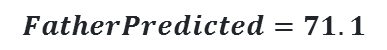 FatherPredicted = 71.1